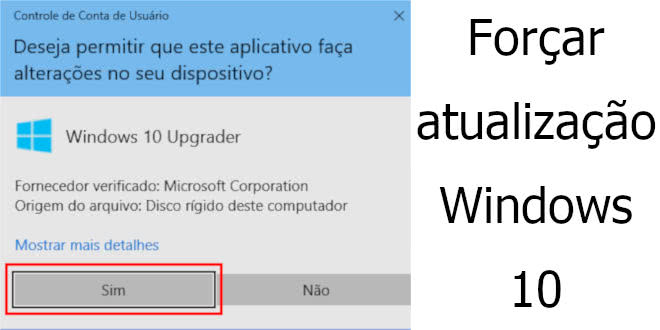 Controle de Conta de Usuário
Deseja permitir que este aplicativo faça
alterações no seu dispositivo?
Windows 10 Upgrader
Fornecedor verificado: Microsoft Corporation
Origem do arquivo: Disco rígido deste computador
Mostrar mais detalhes
Sim
Não
Forçar
atualização
Windows
10